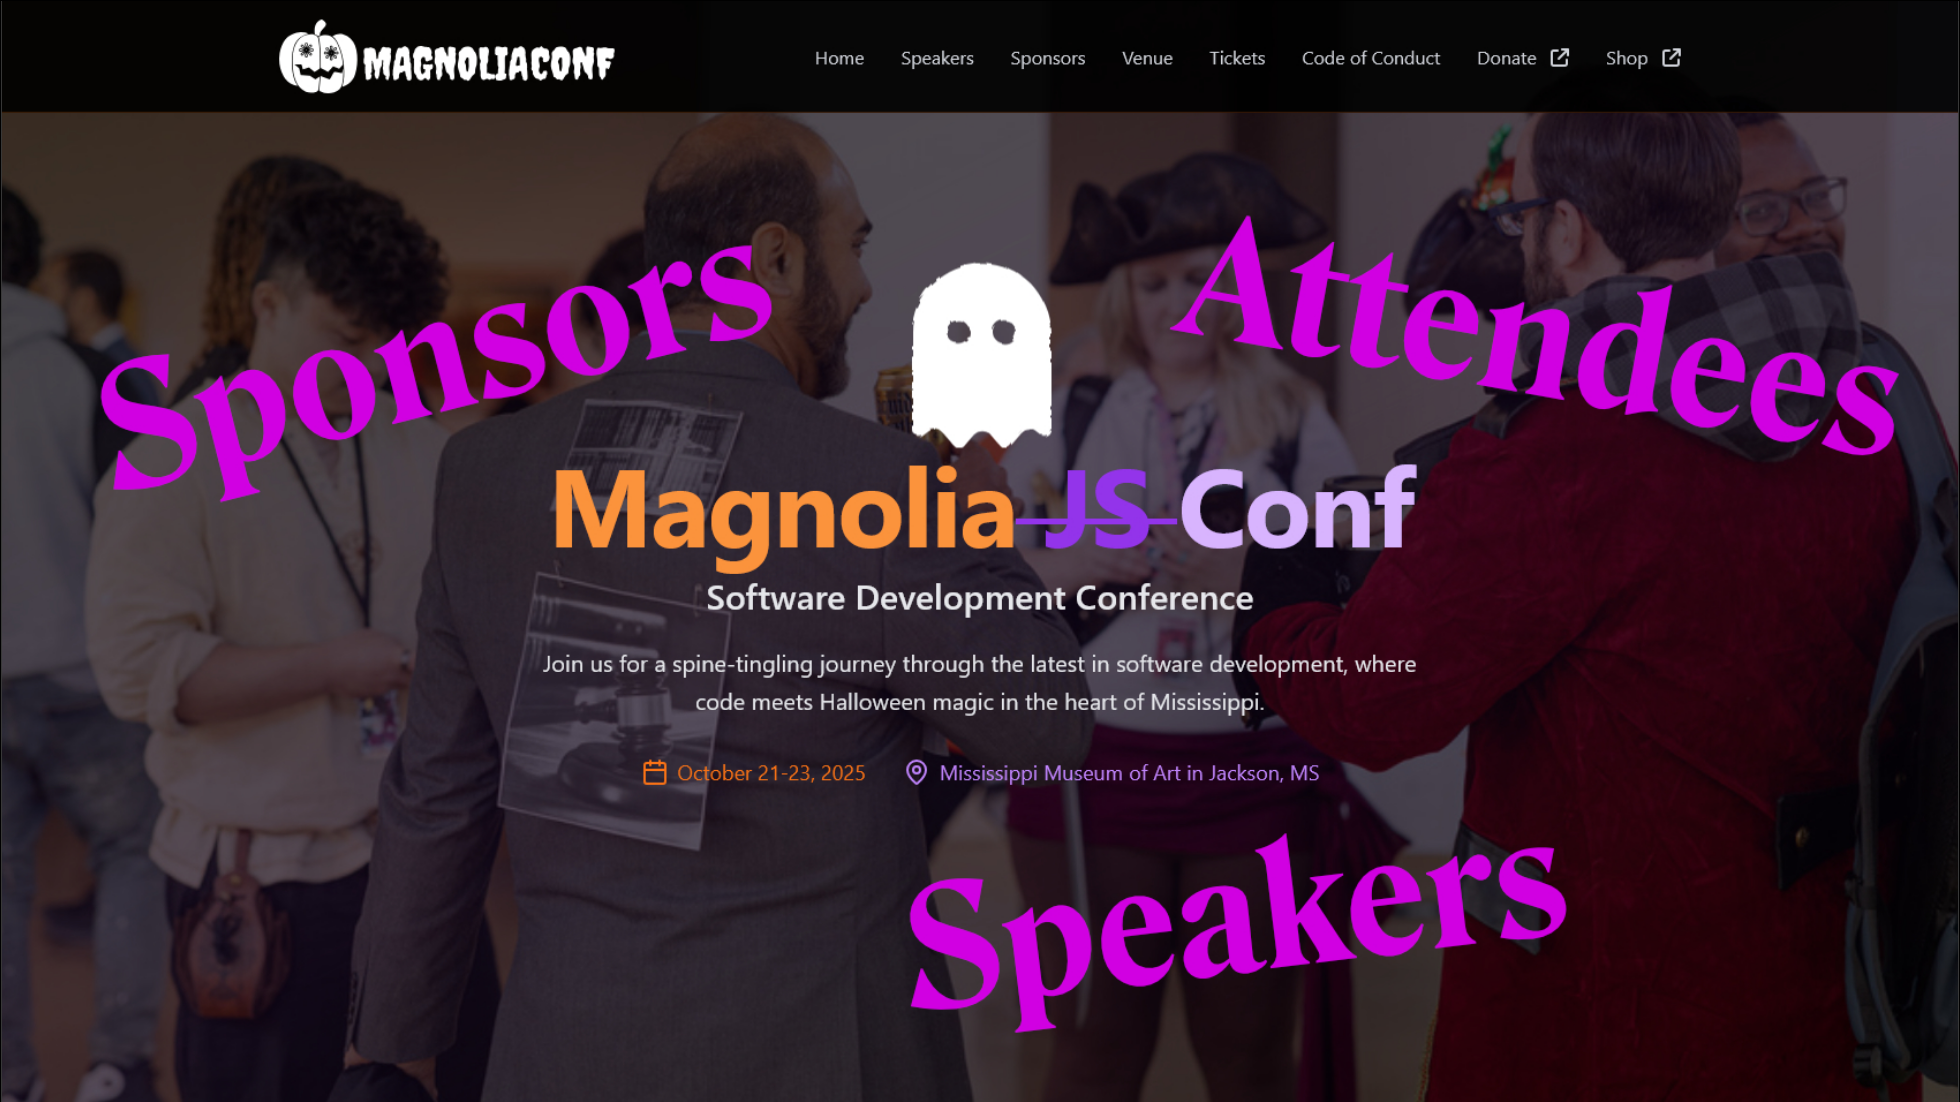 MAGNOLIACONF
Home Speakers Sponsors Venue Tickets Code of Conduct Donate Shop
Sponsors
Attendees
Magnolia JS Conf
Software Development Conference
Join us for a spine-tingling journey through the latest in software development, where
code meets Halloween magic in the heart of Mississippi.
October 21-23, 2025 Mississippi Museum of Art in Jackson, MS
Speakers